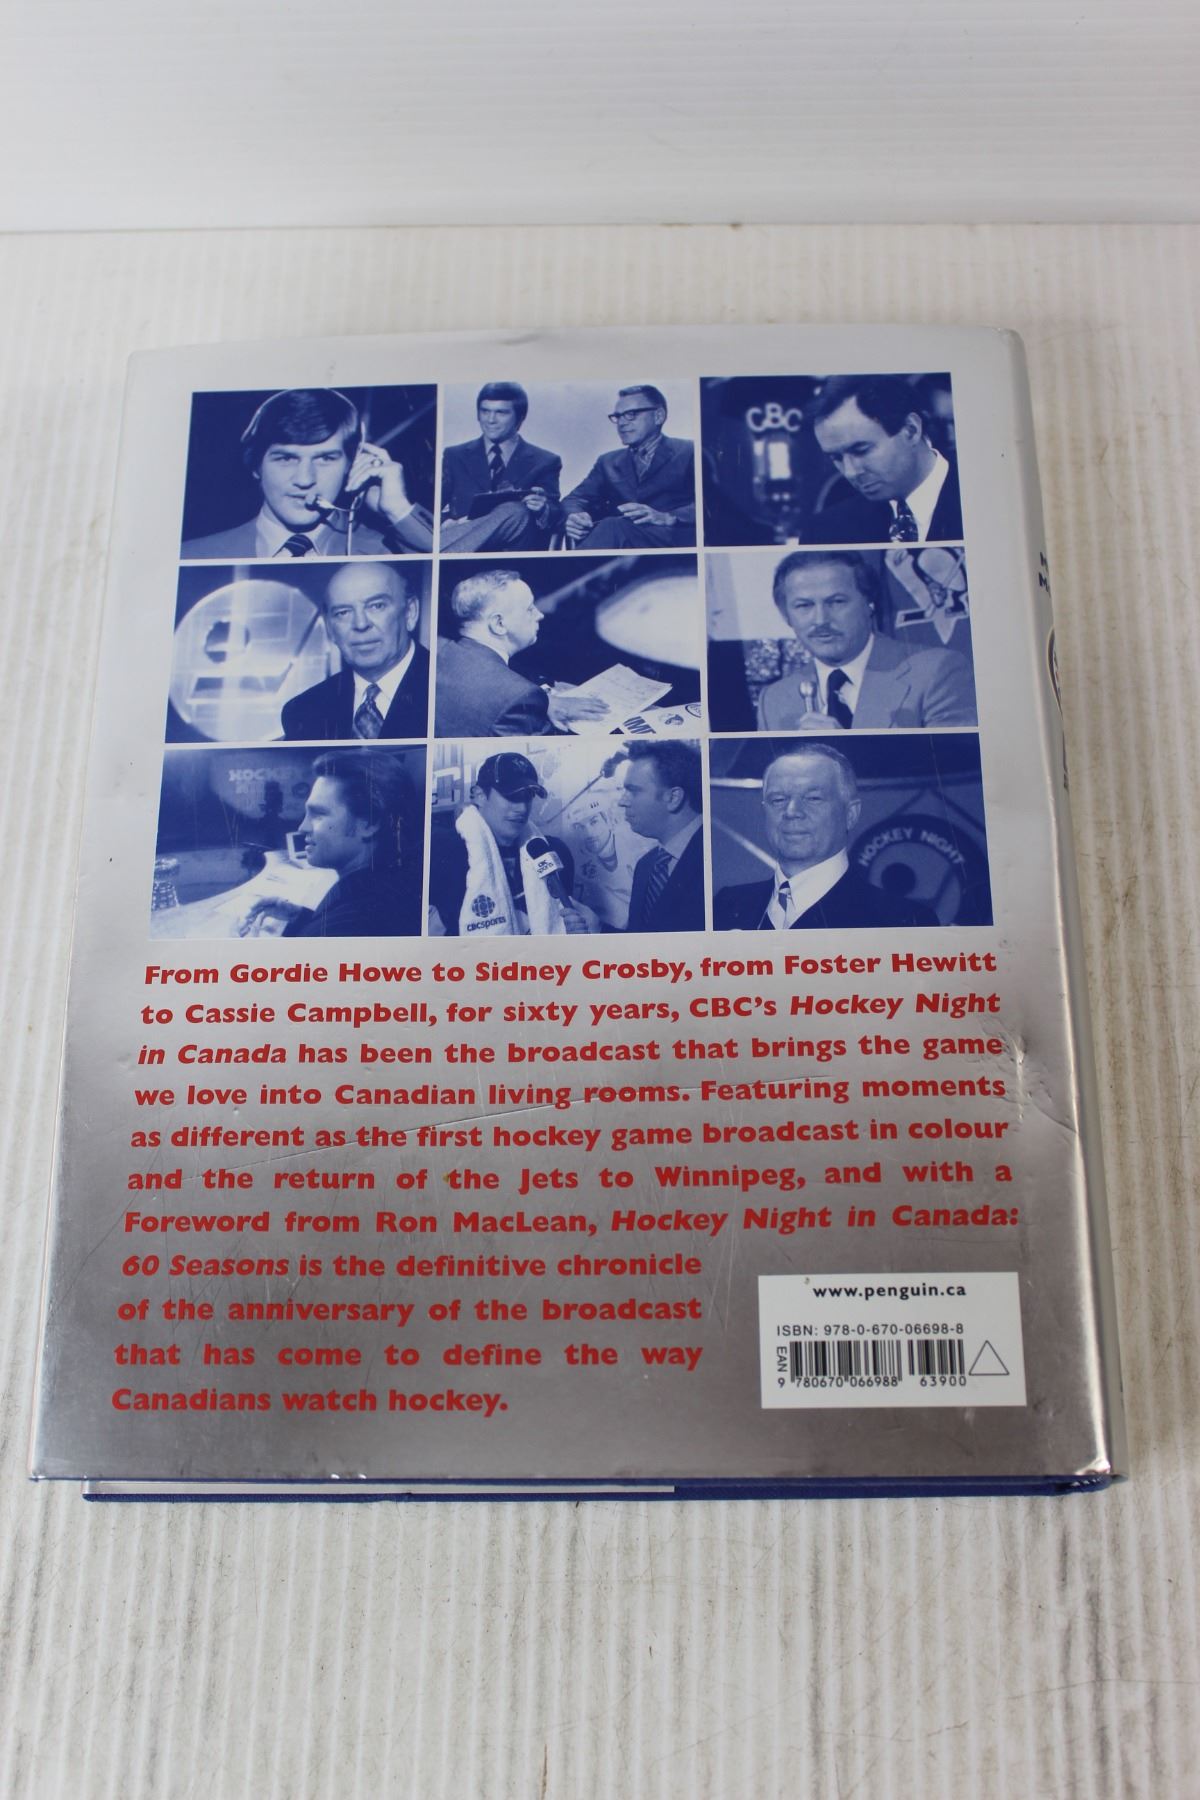 CBC
HOCKEY
cbcsports
HOCKEY NIGHT
From Gordie Howe to Sidney Crosby, from Foster Hewitt
to Cassie Campbell, for sixty years, CBC's Hockey Night
in Canada has been the broadcast that brings the game
we love into Canadian living rooms. Featuring moments
as different as the first hockey game broadcast in colour
and the return of the Jets to Winnipeg, and with a
Foreword from Ron MacLean, Hockey Night in Canada:
60 Seasons is the definitive chronicle
of the anniversary of the broadcast
that has come to define the way
Canadians watch hockey.
www.penguin.ca
ISBN: 978-0-670-06698-8
EAN
9 780670 066988 63900